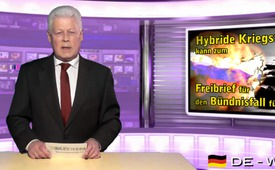 Hybride Kriegs
kann zum
Freibrief für
den Bündnisfall fü
DE - W